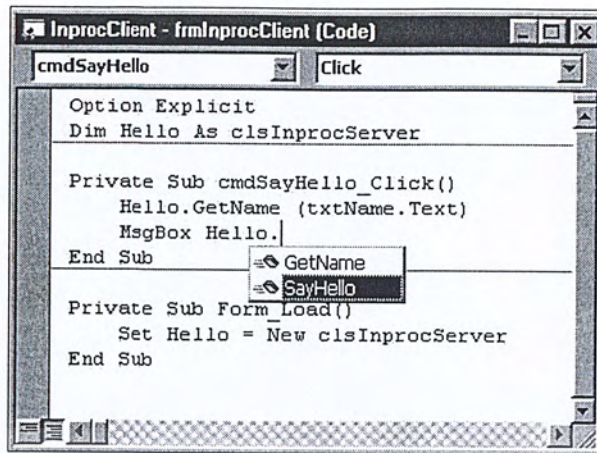 InprocClient - frmInprocClient (Code)
cmdSayHello Click
Option Explicit
Dim Hello As clsInprocServer
Private Sub cmdSayHello_Click()
Hello.GetName (txtName.Text)
MsgBox Hello.
End Sub
GetName
SayHello
Private Sub Form_Load()
Set Hello = New clsInprocServer
End Sub